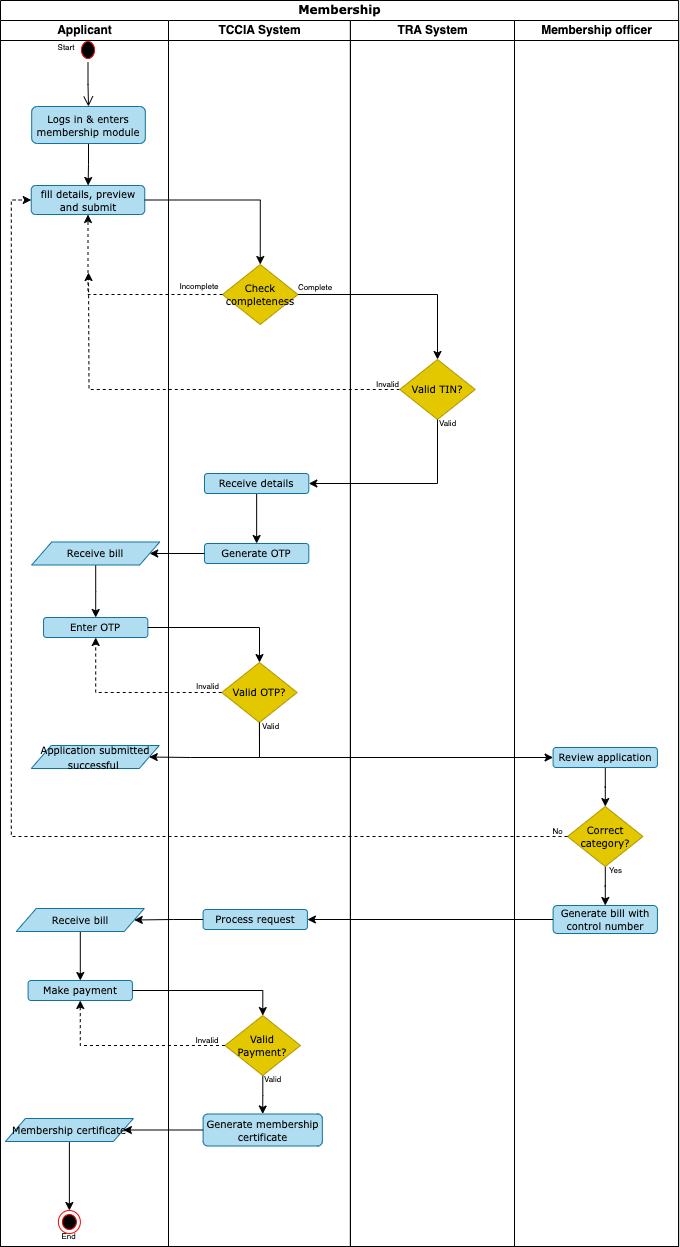 Membership
Applicant
TCCIA System
TRA System
Membership officer
Start
Logs in & enters
membership module
fill details, preview
and submit
Incomplete
Check
completeness
Complete
Invalid
Valid TIN?
Valid
Receive details
Receive bill
Generate OTP
Enter OTP
Invalid
Valid OTP?
Valid
Application submitted
successful
Review application
No
Correct
category?
Yes
Receive bill
Process request
Generate bill with
control number
Make payment
Invalid
Valid
Payment?
Valid
Membership certificate
Generate membership
certificate
End